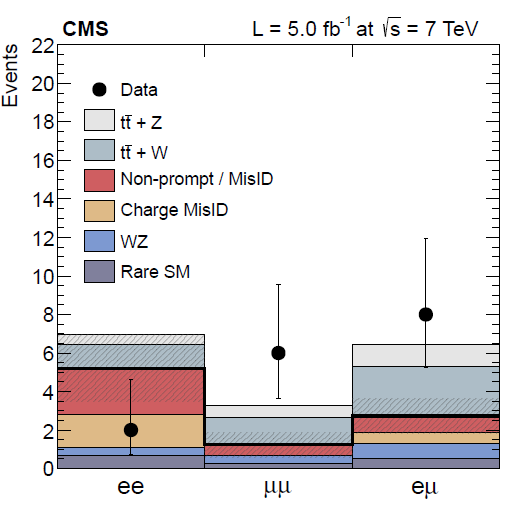 CMS L = 5.0 fb⁻¹ at √s = 7 TeV
Events
22
20
18
16
14
12
10
8
6
4
2
0
Data
tt̄ + Z
tt̄ + W
Non-prompt / MisID
Charge MisID
WZ
Rare SM
ee μμ eμ